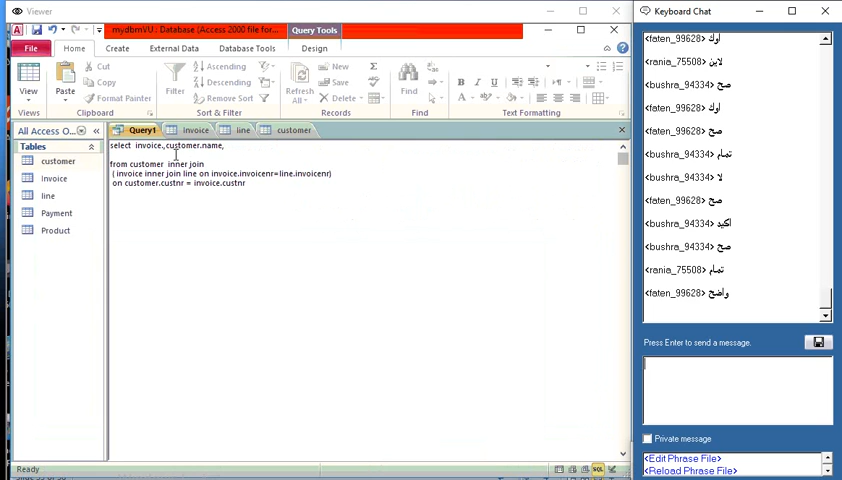 Viewer
mydbmVU : Database (Access 2000 file for...
Query Tools
File
Home
Create
External Data
Database Tools
Design
View
Views
Paste
Cut
Copy
Format Painter
Clipboard
Filter
Ascending
Descending
Remove Sort
Sort & Filter
Refresh All
New
Save
Delete
Records
Find
Find
B I U
Text Formatting
All Access O...
Tables
customer
Invoice
line
Payment
Product
Query1
Invoice
line
customer
select invoice.,customer.name,
from customer inner join
( invoice inner join line on invoice.invoicenr=line.invoicenr)
on customer.custnr = invoice.custnr
Ready
SQL
Keyboard Chat
<faten_99628> اوك
<rania_75508> لاين
<bushra_94334> صح
<faten_99628> اوك
<faten_99628> صح
<bushra_94334> تمام
<bushra_94334> لا
<faten_99628> صح
<bushra_94334> اكيد
<bushra_94334> صح
<rania_75508> تمام
<faten_99628> واضح
Press Enter to send a message.
Private message
<Edit Phrase File>
<Reload Phrase File>